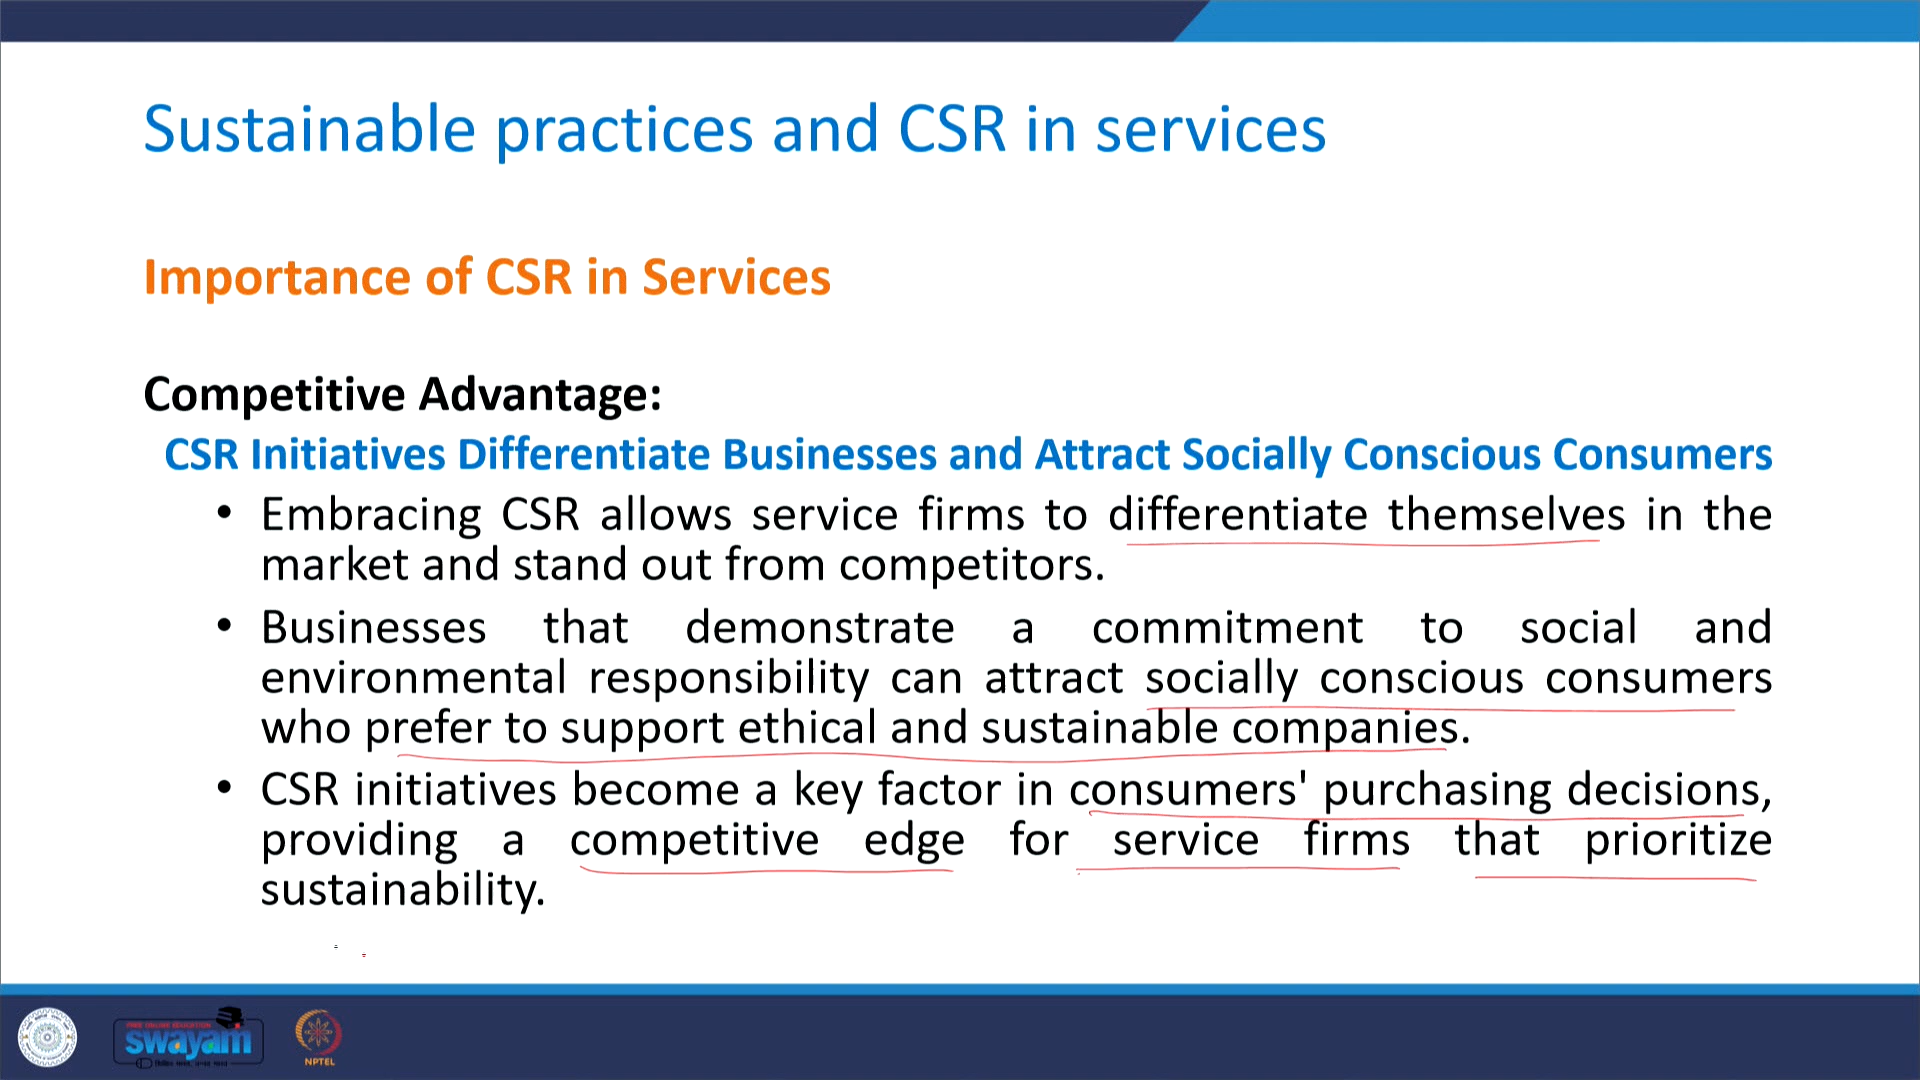 Sustainable practices and CSR in services
Importance of CSR in Services
Competitive Advantage:
CSR Initiatives Differentiate Businesses and Attract Socially Conscious Consumers
• Embracing CSR allows service firms to differentiate themselves in the
market and stand out from competitors.
• Businesses that demonstrate a commitment to social and
environmental responsibility can attract socially conscious consumers
who prefer to support ethical and sustainable companies.
• CSR initiatives become a key factor in consumers' purchasing decisions,
providing a competitive edge for service firms that prioritize
sustainability.
FREE ONLINE EDUCATION
swayam
NPTEL